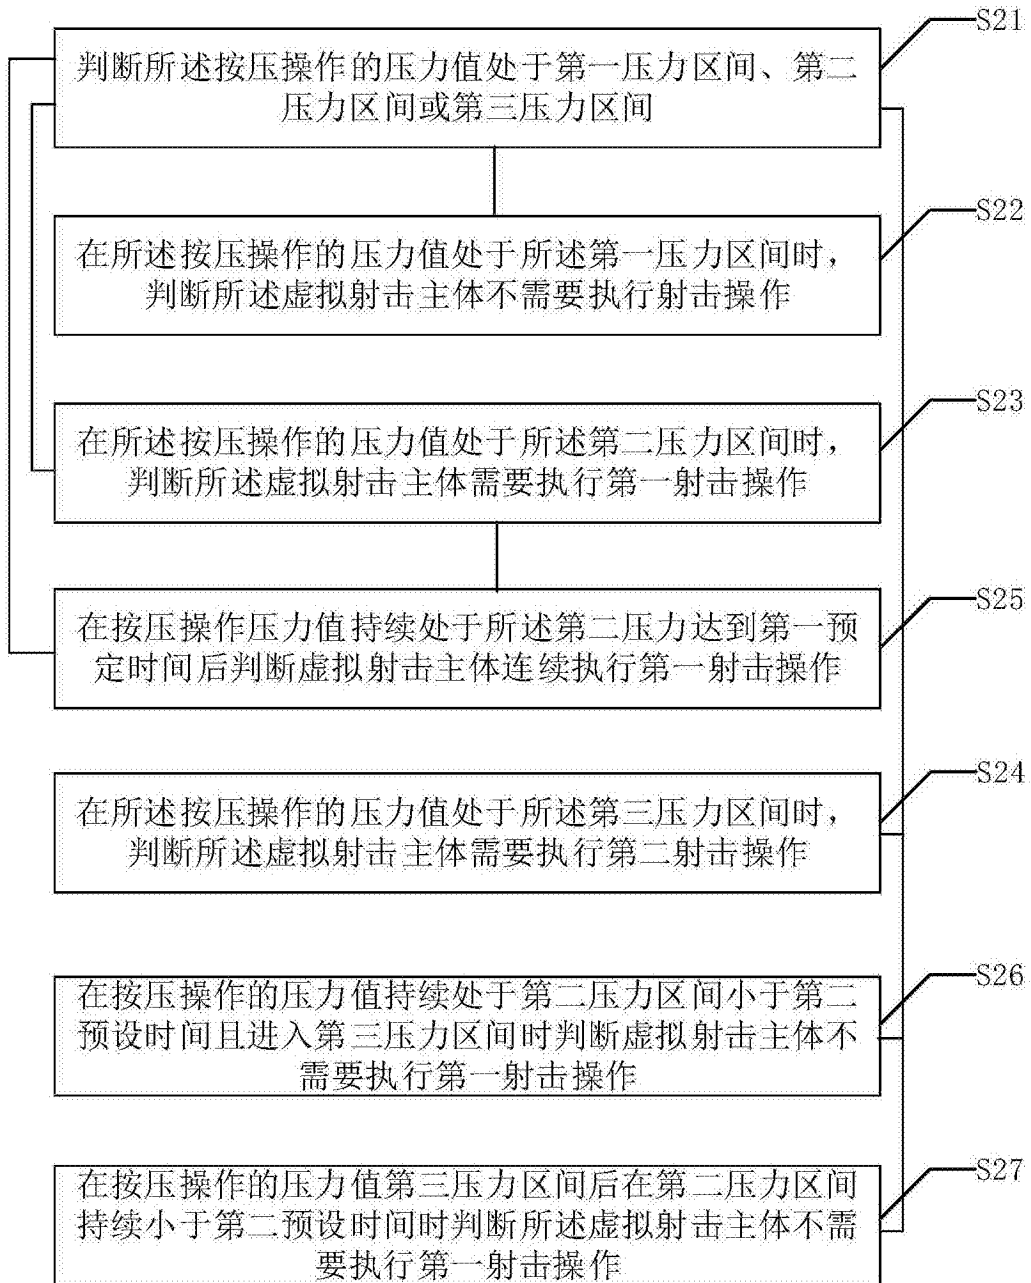 S21
判断所述按压操作的压力值处于第一压力区间、第二
压力区间或第三压力区间
S22
在所述按压操作的压力值处于所述第一压力区间时，
判断所述虚拟射击主体不需要执行射击操作
S23
在所述按压操作的压力值处于所述第二压力区间时，
判断所述虚拟射击主体需要执行第一射击操作
S25
在按压操作压力值持续处于所述第二压力达到第一预
定时间后判断虚拟射击主体连续执行第一射击操作
S24
在所述按压操作的压力值处于所述第三压力区间时，
判断所述虚拟射击主体需要执行第二射击操作
S26
在按压操作的压力值持续处于第二压力区间小于第二
预设时间且进入第三压力区间时判断虚拟射击主体不
需要执行第一射击操作
S27
在按压操作的压力值第三压力区间后在第二压力区间
持续小于第二预设时间时判断所述虚拟射击主体不需
要执行第一射击操作